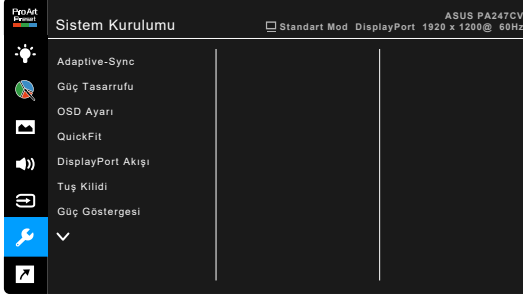 ProArt
Preset
Sistem Kurulumu
ASUS PA247CV
Standart Mod DisplayPort 1920 x 1200@ 60Hz
Adaptive-Sync
Güç Tasarrufu
OSD Ayarı
QuickFit
DisplayPort Akışı
Tuş Kilidi
Güç Göstergesi